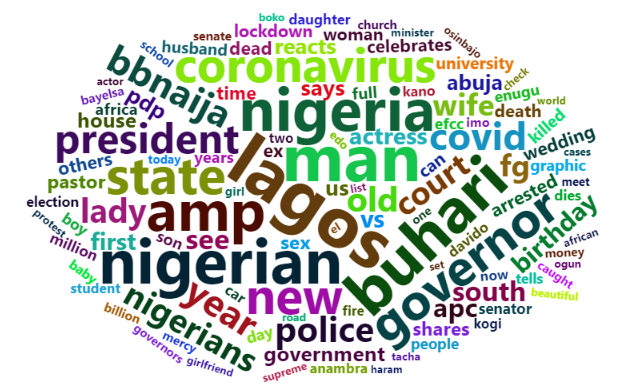 boko
daughter
church
senate
lockdown
woman
minister
osinbajo
school
husband
dead
reacts
celebrates
bbnaija
coronavirus
university
check
actor
time
says
full
kano
abuja
enugu
world
bayelsa
africa
pdp
nigeria
wife
efcc
imo
death
house
president
man
two
edo
actress
covid
killed
wedding
others
today
years
ex
can
cases
pastor
state
girl
us
list
old
court
fg
graphic
meet
election
lady
amp
lagos
vs
buhari
arrested
dies
protest
boy
son
see
sex
el
one
davido
governor
birthday
african
million
first
nigerian
new
set
now
tells
money
ogun
baby
year
car
fire
south
caught
student
nigerians
day
road
police
apc
senator
beautiful
billion
mercy
government
shares
kogi
governors
girlfriend
people
tacha
supreme
anambra
haram